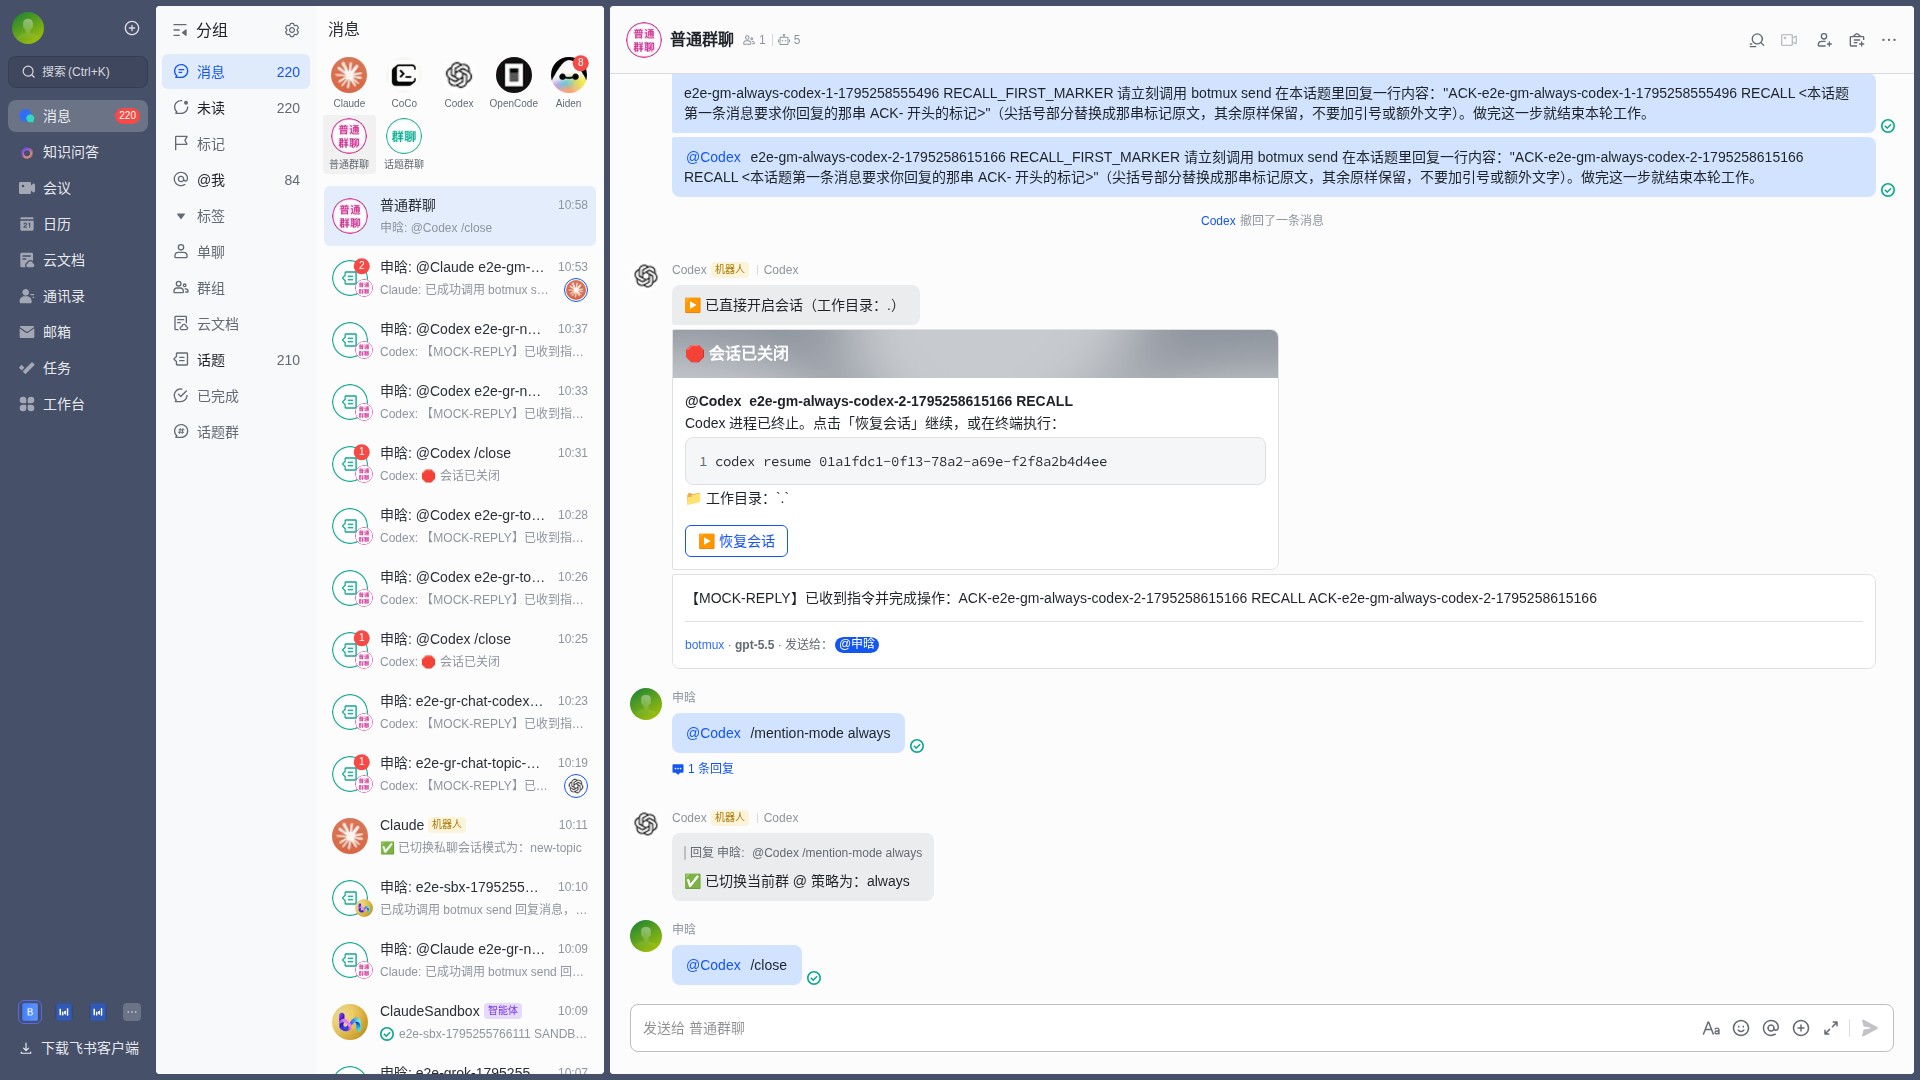 搜索 (Ctrl+K)
消息 220
知识问答
会议
日历
云文档
通讯录
邮箱
任务
工作台
下载飞书客户端
分组
消息 220
未读 220
标记
@我 84
标签
单聊
群组
云文档
话题 210
已完成
话题群
消息
Claude
CoCo
Codex
OpenCode
8
Aiden
普通
群聊
普通群聊
群聊
话题群聊
普通群聊 10:58
申晗: @Codex /close
2
申晗: @Claude e2e-gm-... 10:53
Claude: 已成功调用 botmux s...
申晗: @Codex e2e-gr-n... 10:37
Codex: 【MOCK-REPLY】已收到指...
申晗: @Codex e2e-gr-n... 10:33
Codex: 【MOCK-REPLY】已收到指...
1
申晗: @Codex /close 10:31
Codex: 🛑 会话已关闭
申晗: @Codex e2e-gr-to... 10:28
Codex: 【MOCK-REPLY】已收到指...
申晗: @Codex e2e-gr-to... 10:26
Codex: 【MOCK-REPLY】已收到指...
1
申晗: @Codex /close 10:25
Codex: 🛑 会话已关闭
申晗: e2e-gr-chat-codex... 10:23
Codex: 【MOCK-REPLY】已收到指...
1
申晗: e2e-gr-chat-topic-... 10:19
Codex: 【MOCK-REPLY】已...
Claude 机器人 10:11
✅ 已切换私聊会话模式为：new-topic
申晗: e2e-sbx-1795255... 10:10
已成功调用 botmux send 回复消息，...
申晗: @Claude e2e-gr-n... 10:09
Claude: 已成功调用 botmux send 回...
ClaudeSandbox 智能体 10:09
e2e-sbx-1795255766111 SANDB...
申晗: e2e-grok-1795255... 10:07
普通
群聊
普通群聊 1 5
e2e-gm-always-codex-1-1795258555496 RECALL_FIRST_MARKER 请立刻调用 botmux send 在本话题里回复一行内容："ACK-e2e-gm-always-codex-1-1795258555496 RECALL <本话题
第一条消息要求你回复的那串 ACK- 开头的标记>"（尖括号部分替换成那串标记原文，其余原样保留，不要加引号或额外文字）。做完这一步就结束本轮工作。
@Codex e2e-gm-always-codex-2-1795258615166 RECALL_FIRST_MARKER 请立刻调用 botmux send 在本话题里回复一行内容："ACK-e2e-gm-always-codex-2-1795258615166
RECALL <本话题第一条消息要求你回复的那串 ACK- 开头的标记>"（尖括号部分替换成那串标记原文，其余原样保留，不要加引号或额外文字）。做完这一步就结束本轮工作。
Codex 撤回了一条消息
Codex 机器人 | Codex
▶️ 已直接开启会话（工作目录：.）
🛑 会话已关闭
@Codex e2e-gm-always-codex-2-1795258615166 RECALL
Codex 进程已终止。点击「恢复会话」继续，或在终端执行：
1 codex resume 01a1fdc1-0f13-78a2-a69e-f2f8a2b4d4ee
📁 工作目录：`.`
▶️ 恢复会话
【MOCK-REPLY】已收到指令并完成操作：ACK-e2e-gm-always-codex-2-1795258615166 RECALL ACK-e2e-gm-always-codex-2-1795258615166
botmux · gpt-5.5 · 发送给： @申晗
申晗
@Codex /mention-mode always
1 条回复
Codex 机器人 | Codex
回复 申晗: @Codex /mention-mode always
✅ 已切换当前群 @ 策略为：always
申晗
@Codex /close
发送给 普通群聊